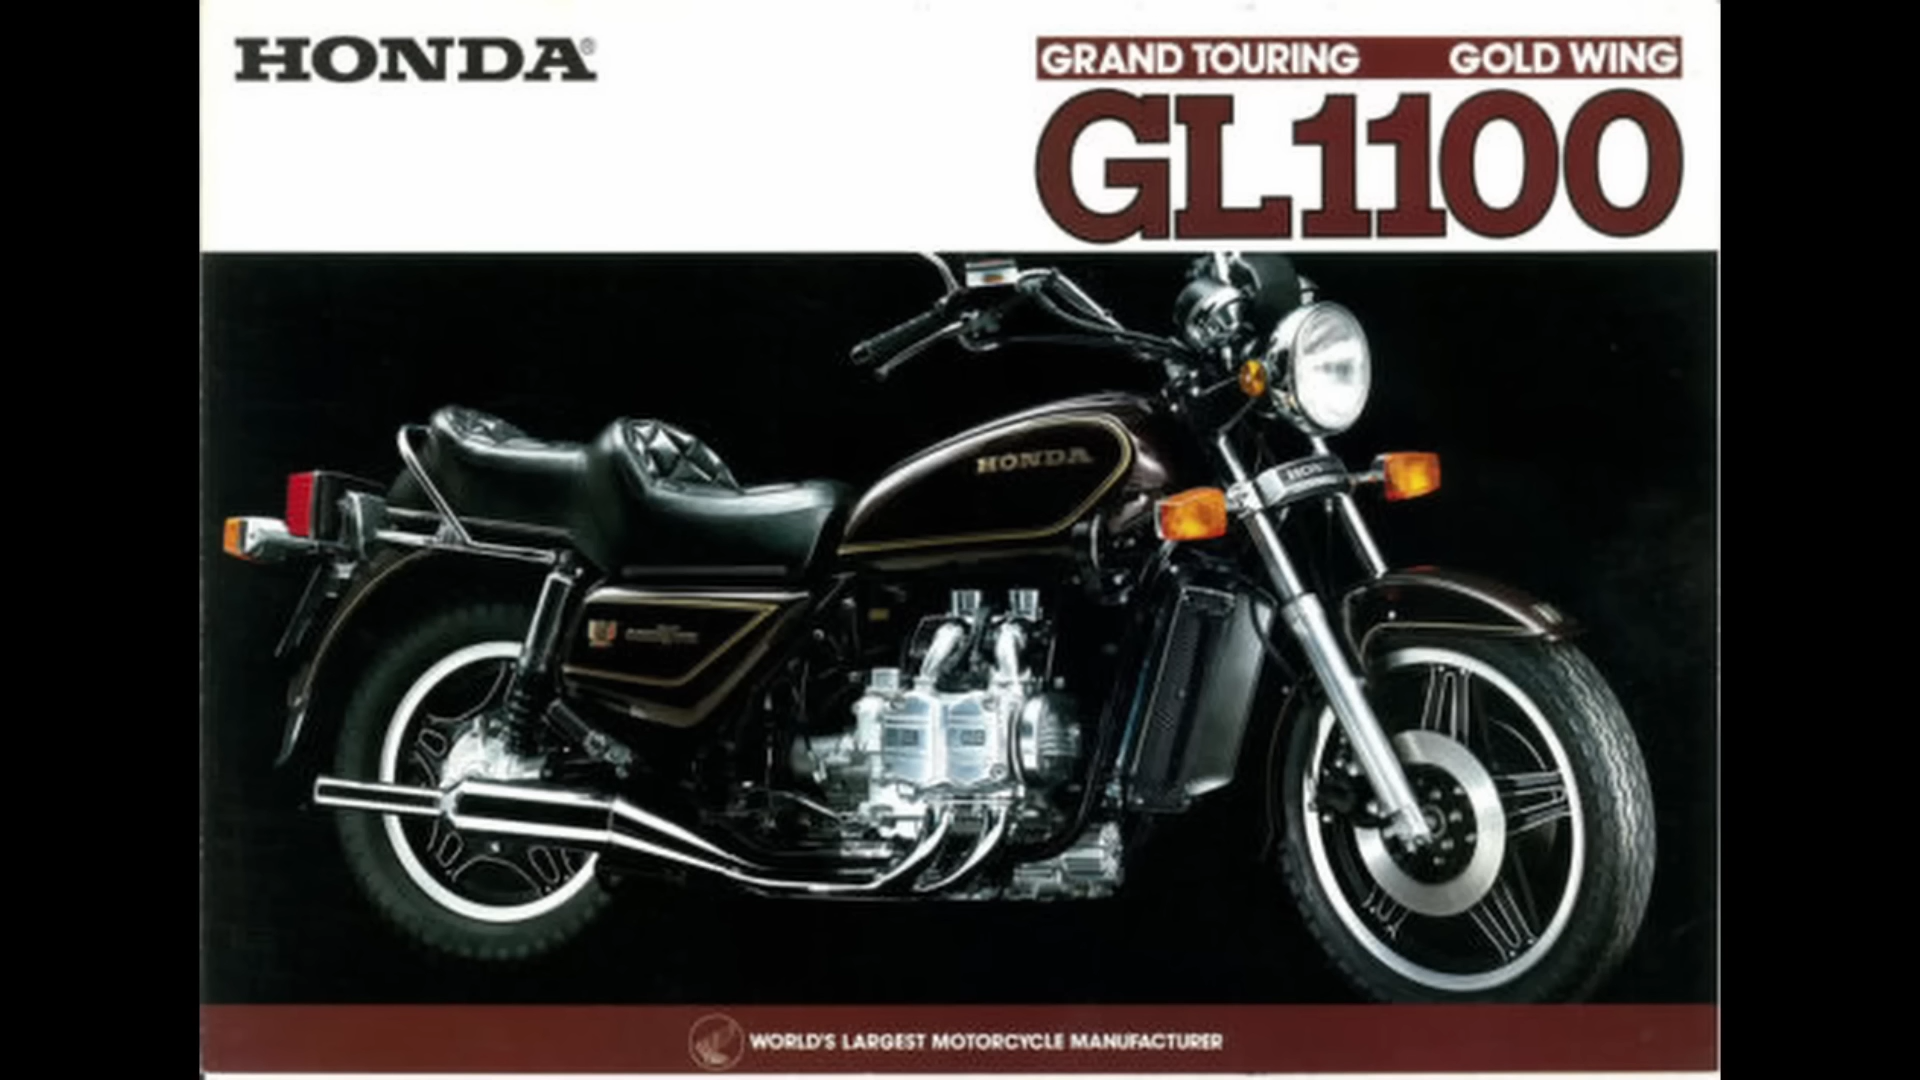 HONDA®
GRAND TOURING GOLD WING
GL1100
HONDA
WORLD'S LARGEST MOTORCYCLE MANUFACTURER